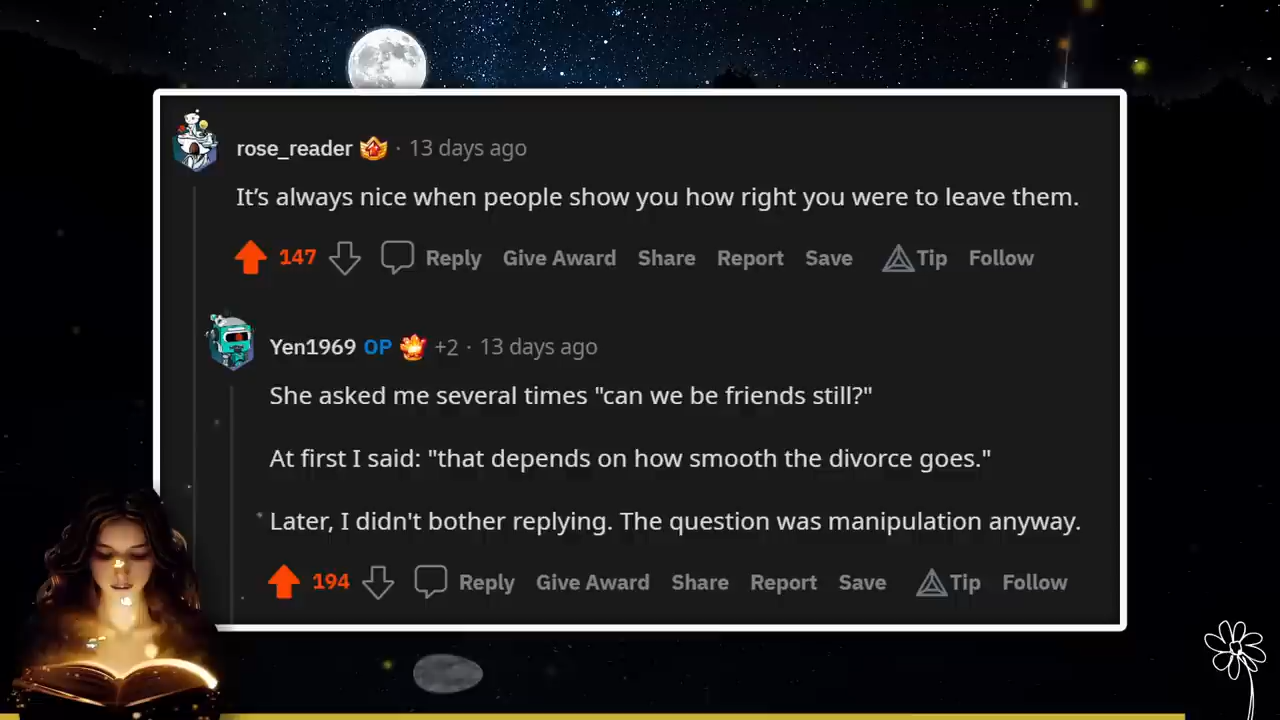 rose_reader · 13 days ago
It’s always nice when people show you how right you were to leave them.
147 Reply Give Award Share Report Save Tip Follow
Yen1969 OP +2 · 13 days ago
She asked me several times "can we be friends still?"
At first I said: "that depends on how smooth the divorce goes."
Later, I didn't bother replying. The question was manipulation anyway.
194 Reply Give Award Share Report Save Tip Follow